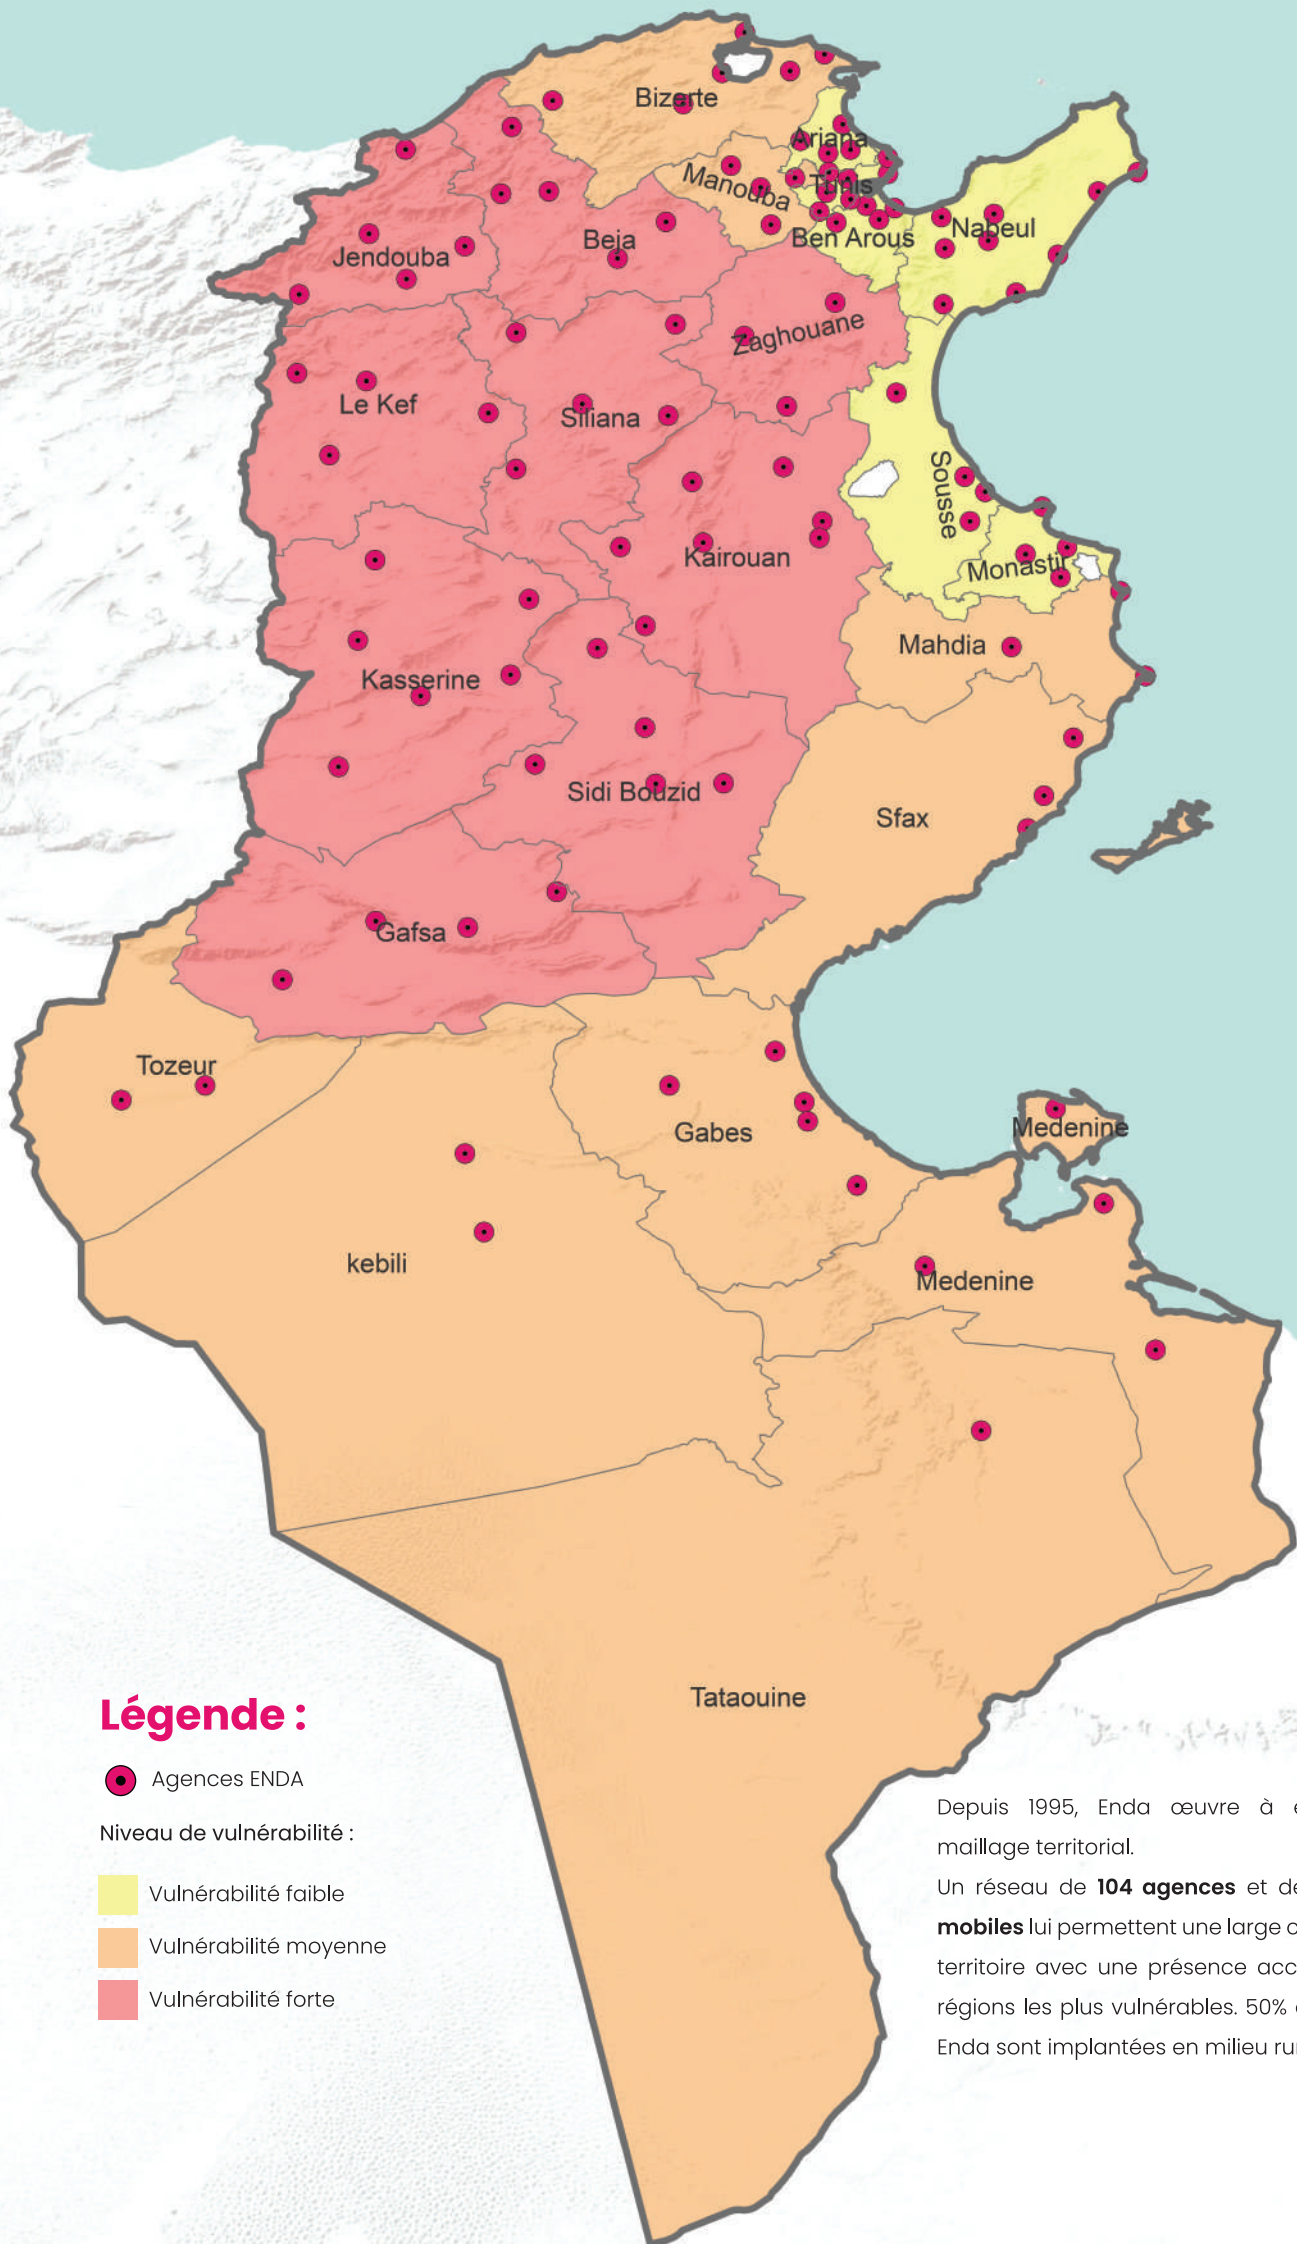 Bizerte
Ariana
Manouba
Tunis
Nabeul
Ben Arous
Beja
Jendouba
Zaghouane
Le Kef
Siliana
Sousse
Kairouan
Monastir
Mahdia
Kasserine
Sidi Bouzid
Sfax
Gafsa
Tozeur
Gabes
Medenine
kebili
Medenine
Tataouine
Légende :
Agences ENDA
Niveau de vulnérabilité :
Vulnérabilité faible
Vulnérabilité moyenne
Vulnérabilité forte
Depuis 1995, Enda œuvre à
maillage territorial.
Un réseau de 104 agences et
mobiles lui permettent une large
territoire avec une présence
régions les plus vulnérables. 50%
Enda sont implantées en milieu